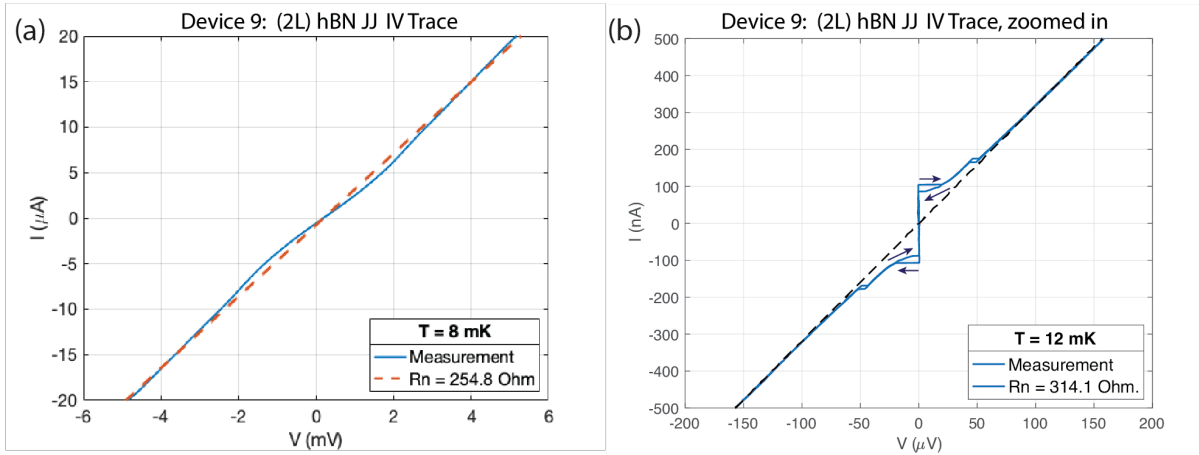 (a)
Device 9: (2L) hBN JJ IV Trace
20
15
10
5
0
-5
-10
-15
-20
I (μA)
-6
-4
-2
0
2
4
6
V (mV)
T = 8 mK
Measurement
Rn = 254.8 Ohm
(b)
Device 9: (2L) hBN JJ IV Trace, zoomed in
500
400
300
200
100
0
-100
-200
-300
-400
-500
I (nA)
-200
-150
-100
-50
0
50
100
150
200
V (μV)
T = 12 mK
Measurement
Rn = 314.1 Ohm.